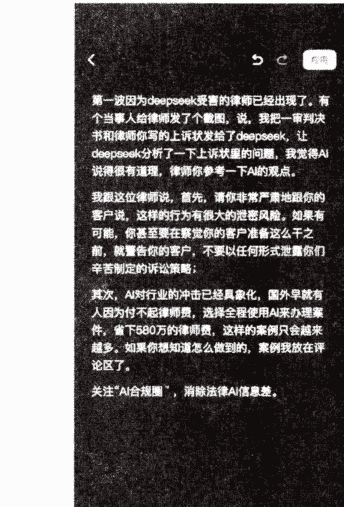 应用
第一波因为deepseek受害的律师已经出现了。有
个当事人给律师发了个截图，说，我把一审判决
书和律师你写的上诉状发给了deepseek，让
deepseek分析了一下上诉状里的问题，我觉得AI
说得很有道理，律师你参考一下AI的观点。
我跟这位律师说，首先，请你非常严肃地跟你的
客户说，这样的行为有很大的泄密风险。如果有
可能，你甚至要在察觉你的客户准备这么干之
前，就警告你的客户，不要以任何形式泄露你们
辛苦制定的诉讼策略；
其次，AI对行业的冲击已经具象化，国外早就有
人因为付不起律师费，选择全程使用AI来办理案
件，省下580万的律师费，这样的案例只会越来
越多。如果你想知道怎么做到的，案例我放在评
论区了。
关注“AI合规圈”，消除法律AI信息差。